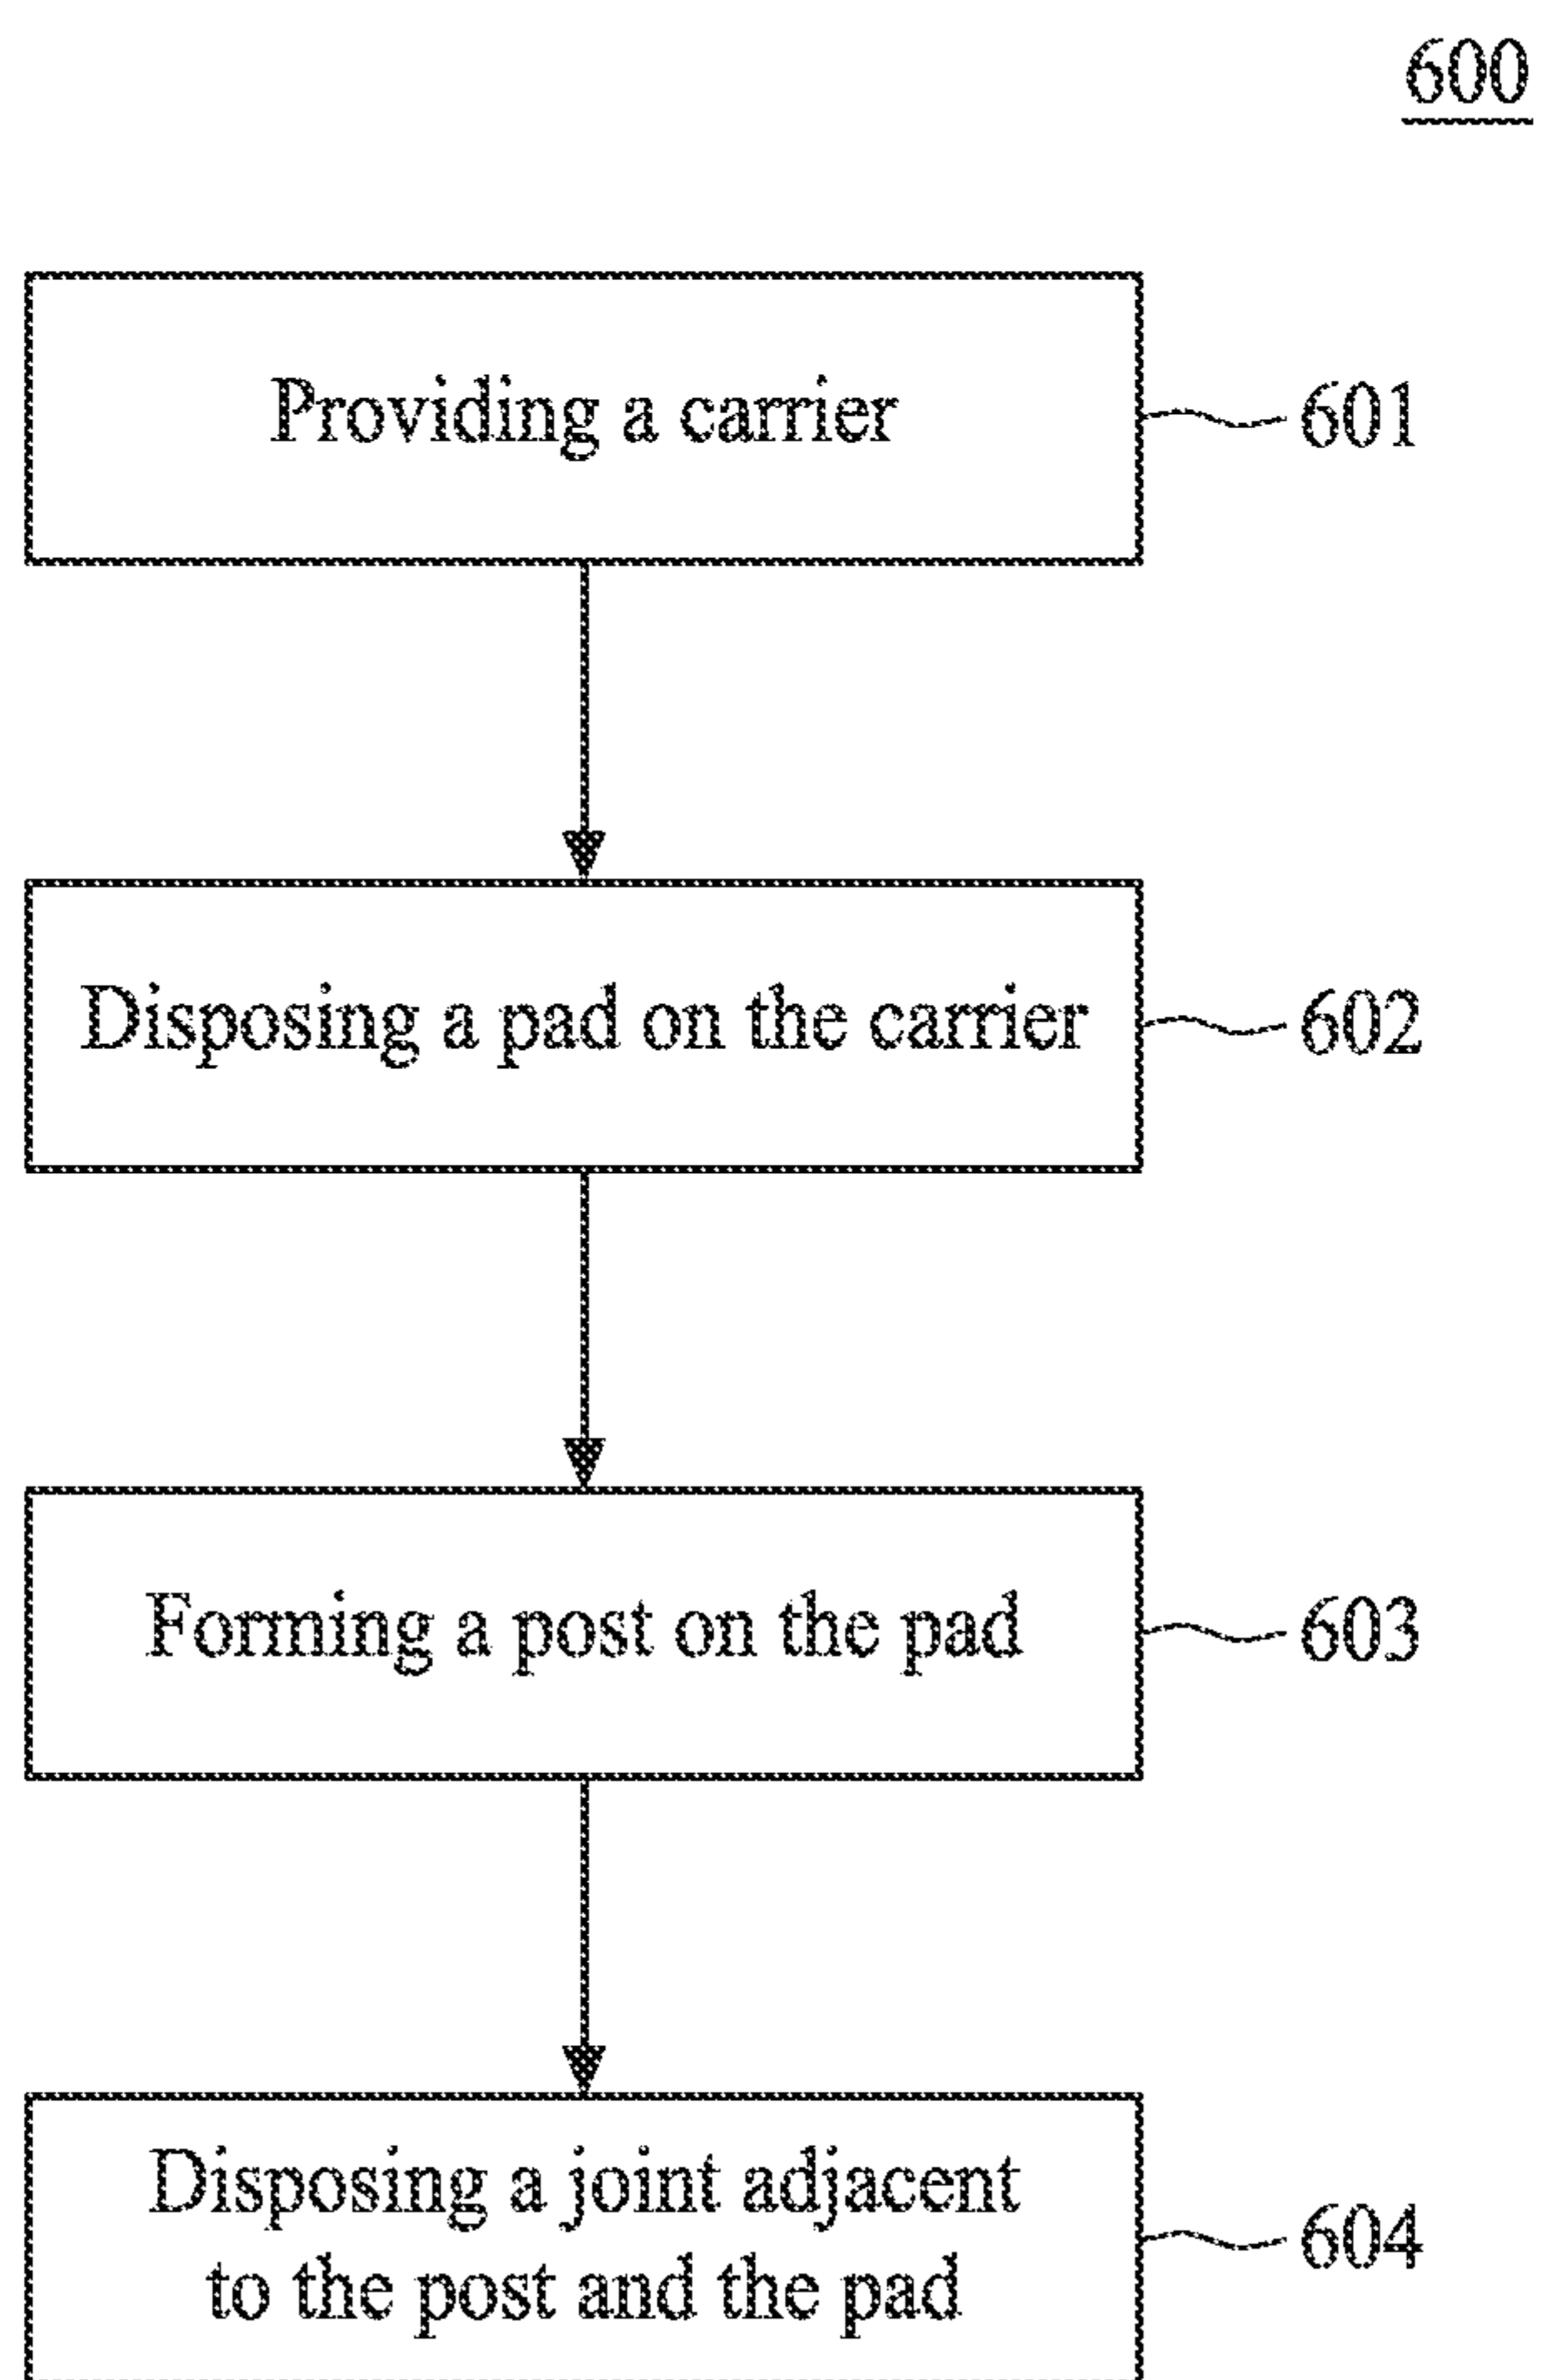 600
Providing a carrier
601
Disposing a pad on the carrier
602
Forming a post on the pad
603
Disposing a joint adjacent
to the post and the pad
604